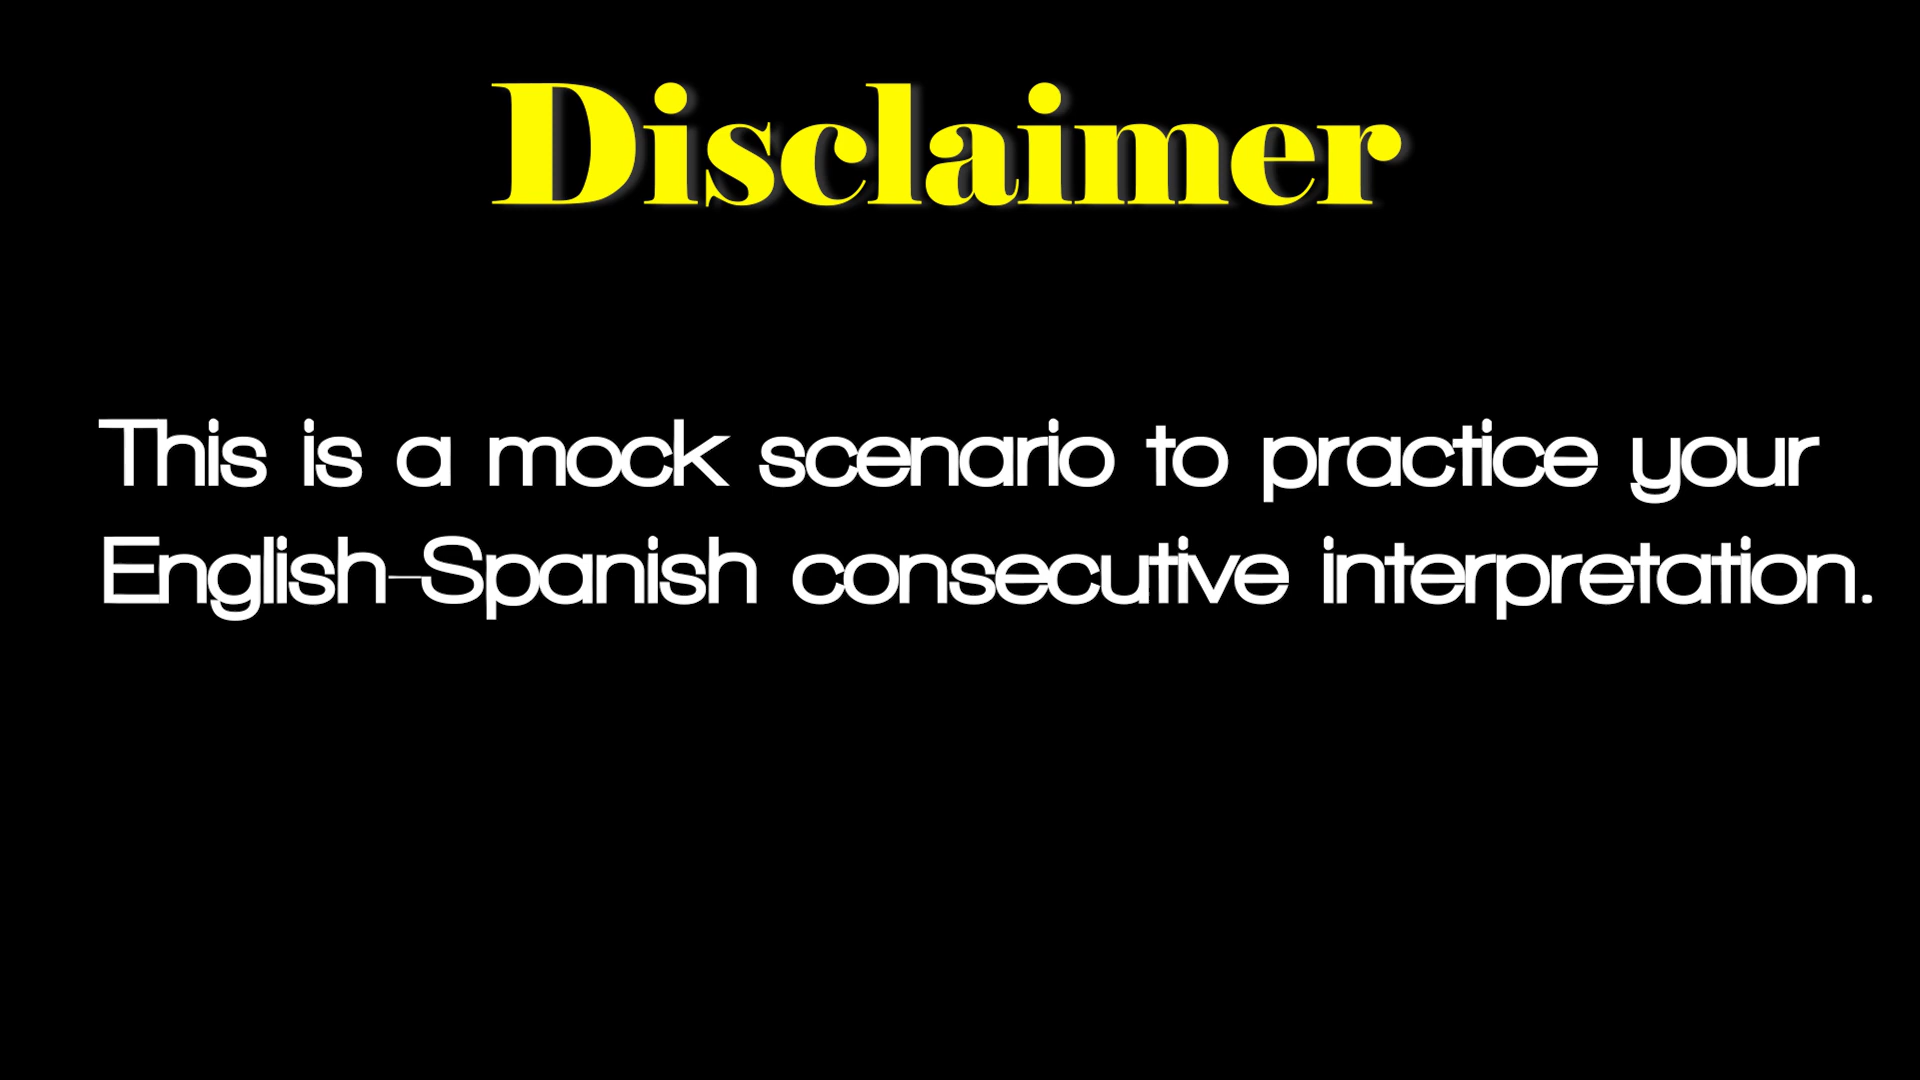 Disclaimer
This is a mock scenario to practice your
English-Spanish consecutive interpretation.